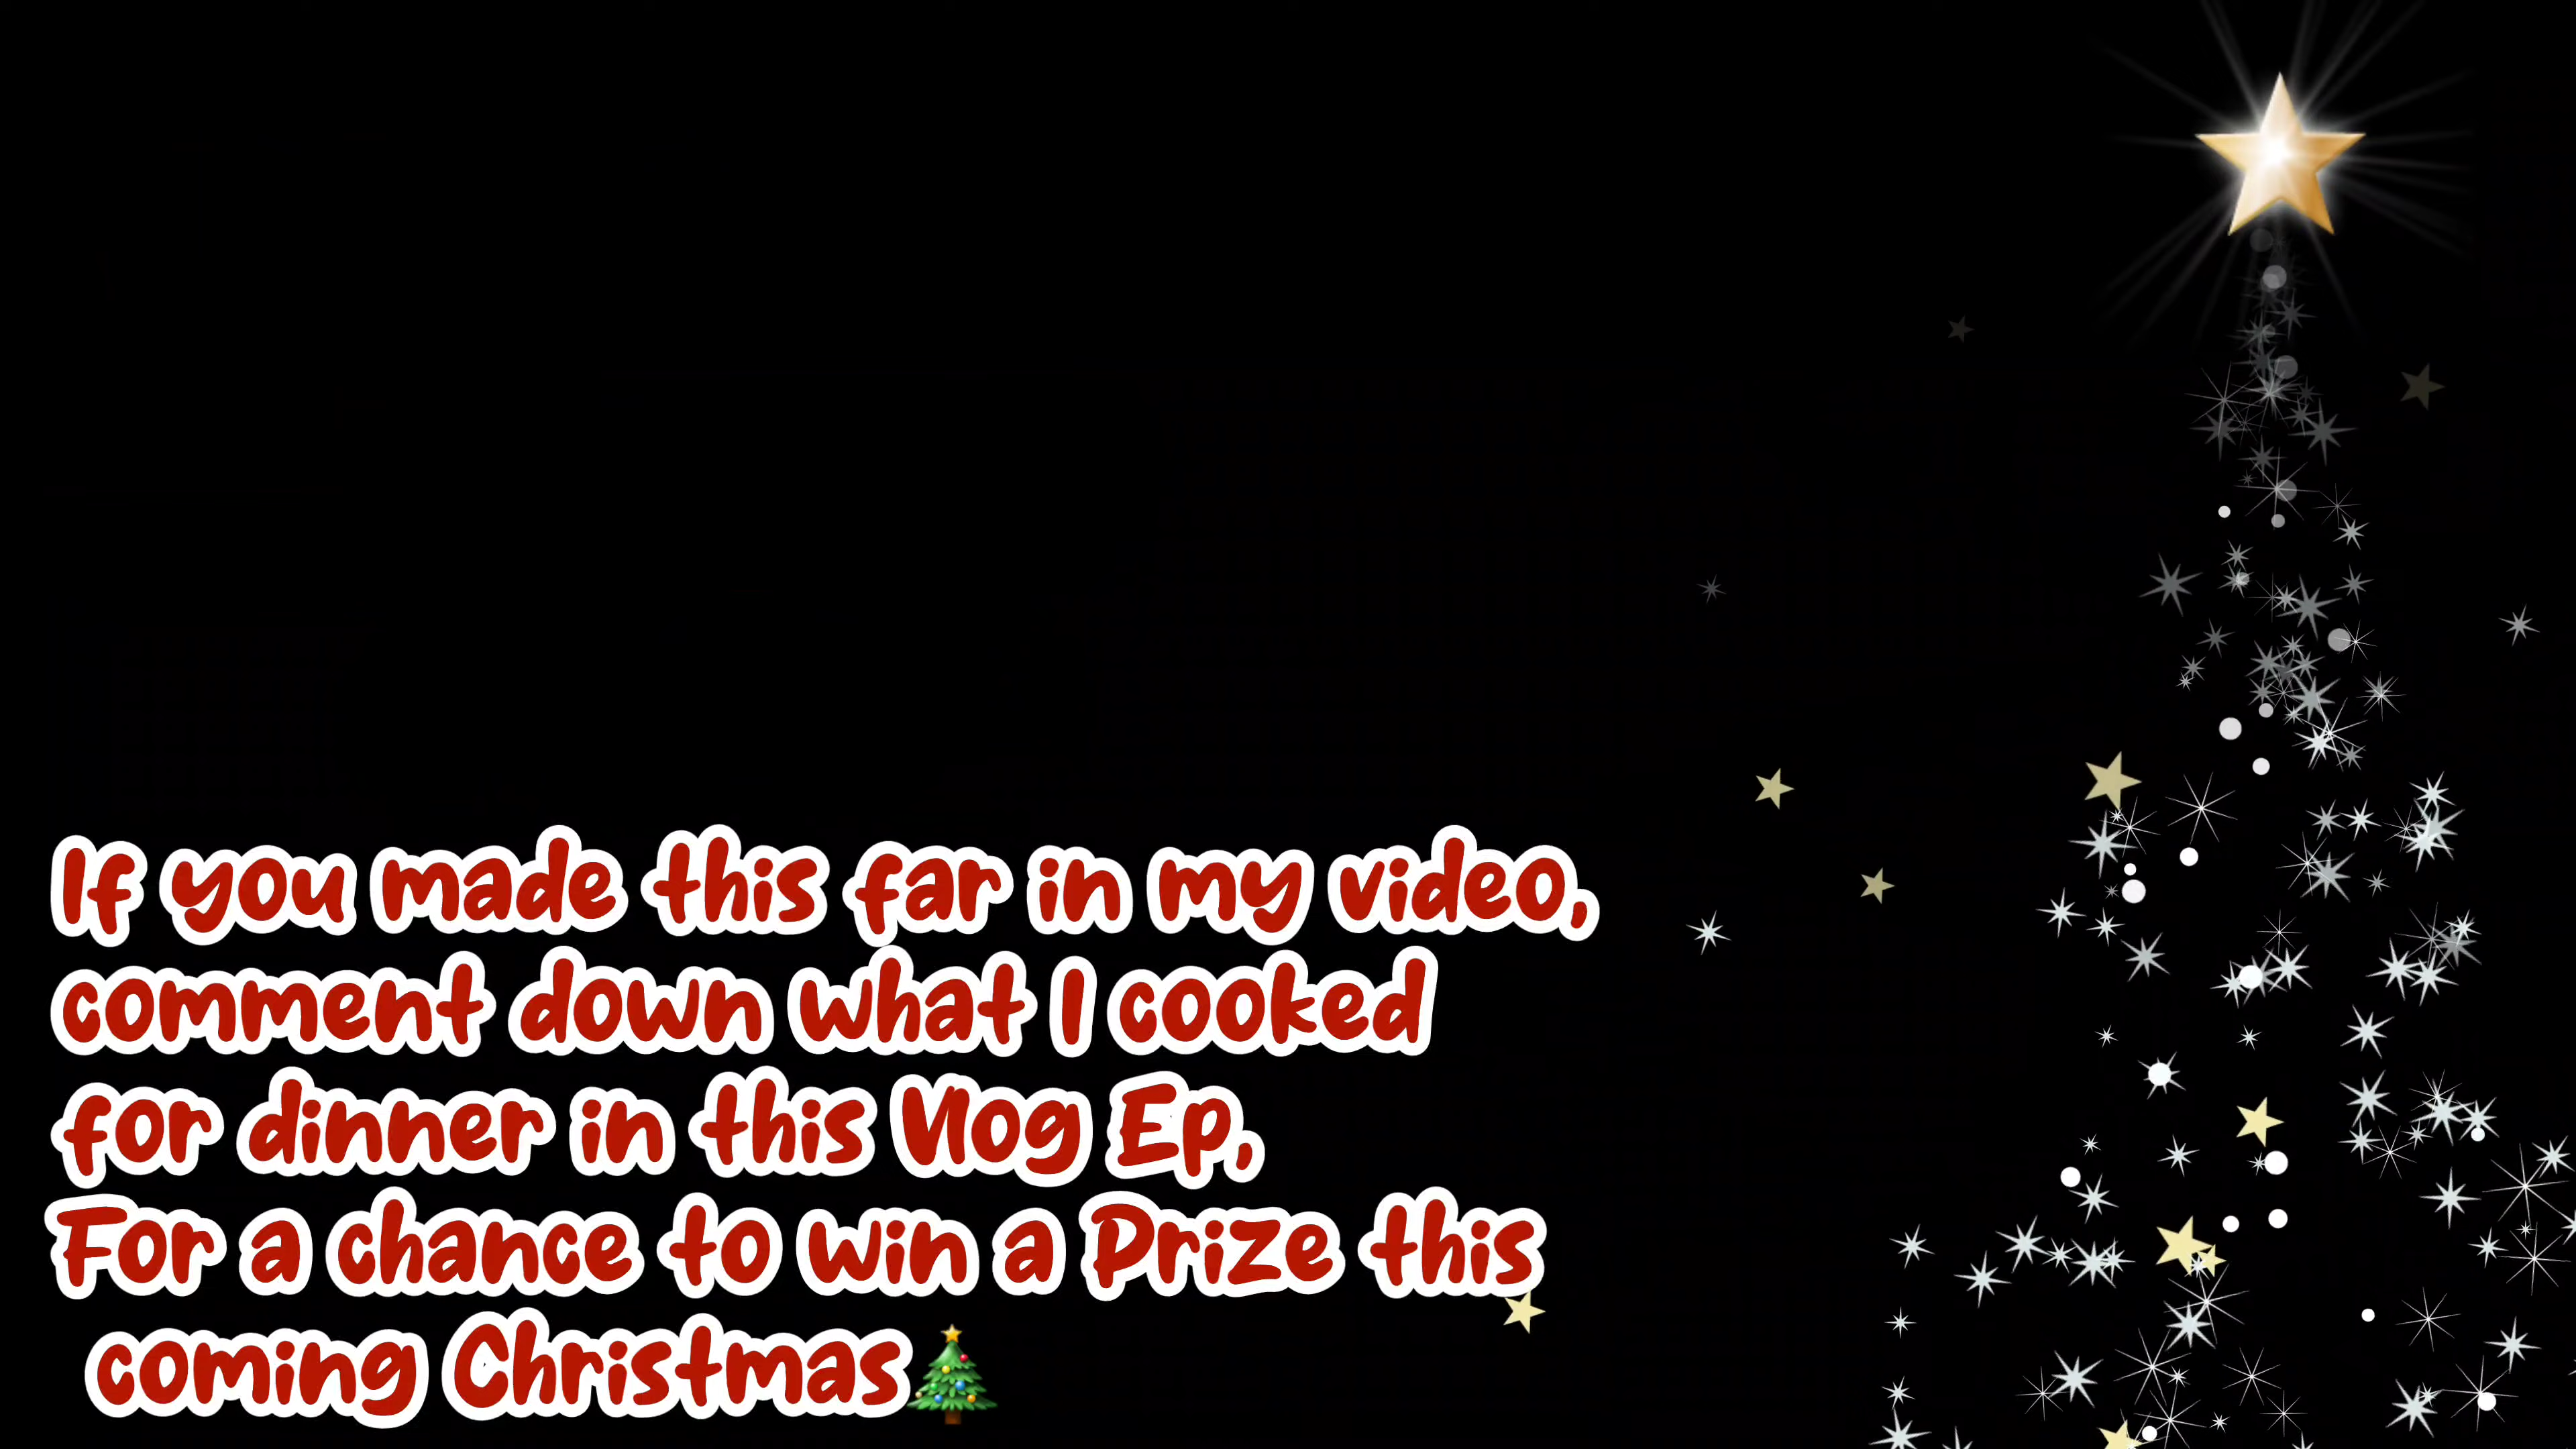 If you made this far in my video,
comment down what I cooked
for dinner in this Vlog Ep,
For a chance to win a Prize this
coming Christmas🎄